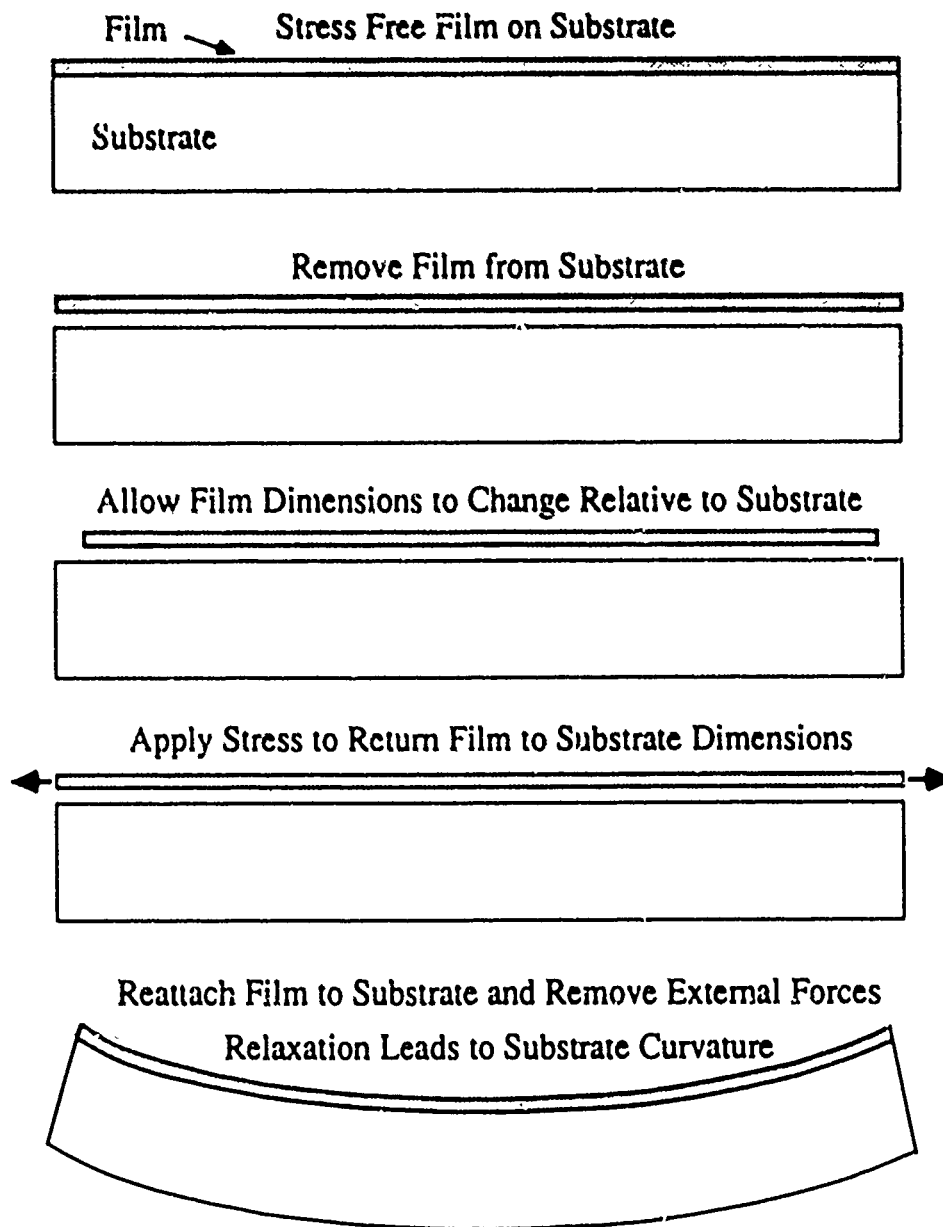 Film
Stress Free Film on Substrate
Substrate
Remove Film from Substrate
Allow Film Dimensions to Change Relative to Substrate
Apply Stress to Return Film to Substrate Dimensions
Reattach Film to Substrate and Remove External Forces
Relaxation Leads to Substrate Curvature